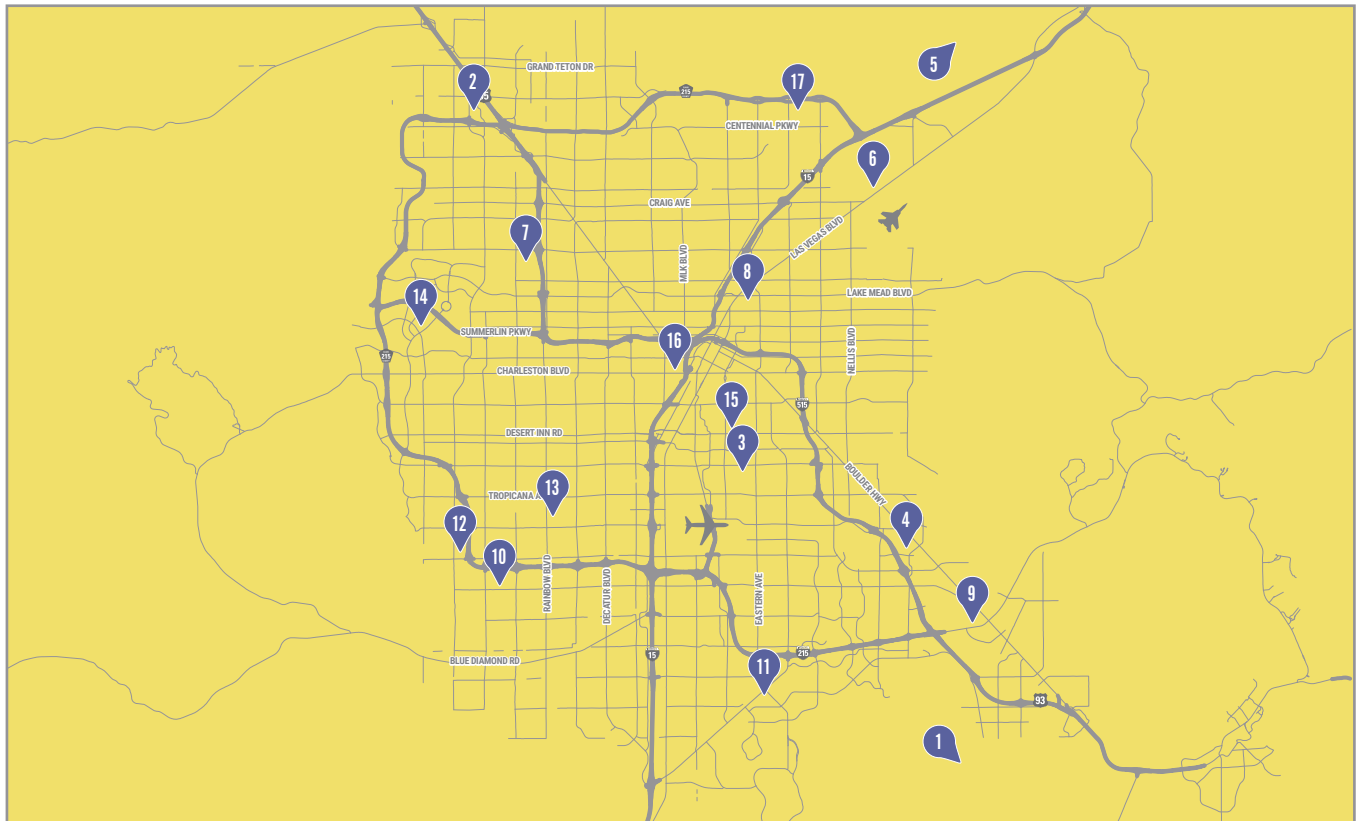 5
GRAND TETON DR
2
17
95
215
CENTENNIAL PKWY
6
15
CRAIG AVE
7
LAS VEGAS BLVD
MLK BLVD
8
14
LAKE MEAD BLVD
SUMMERLIN PKWY
16
NELLIS BLVD
215
CHARLESTON BLVD
15
515
DESERT INN RD
3
BOULDER HWY
13
TROPICANA A
12
4
10
RAINBOW BLVD
DECATUR BLVD
EASTERN AVE
9
15
215
BLUE DIAMOND RD
11
93
1